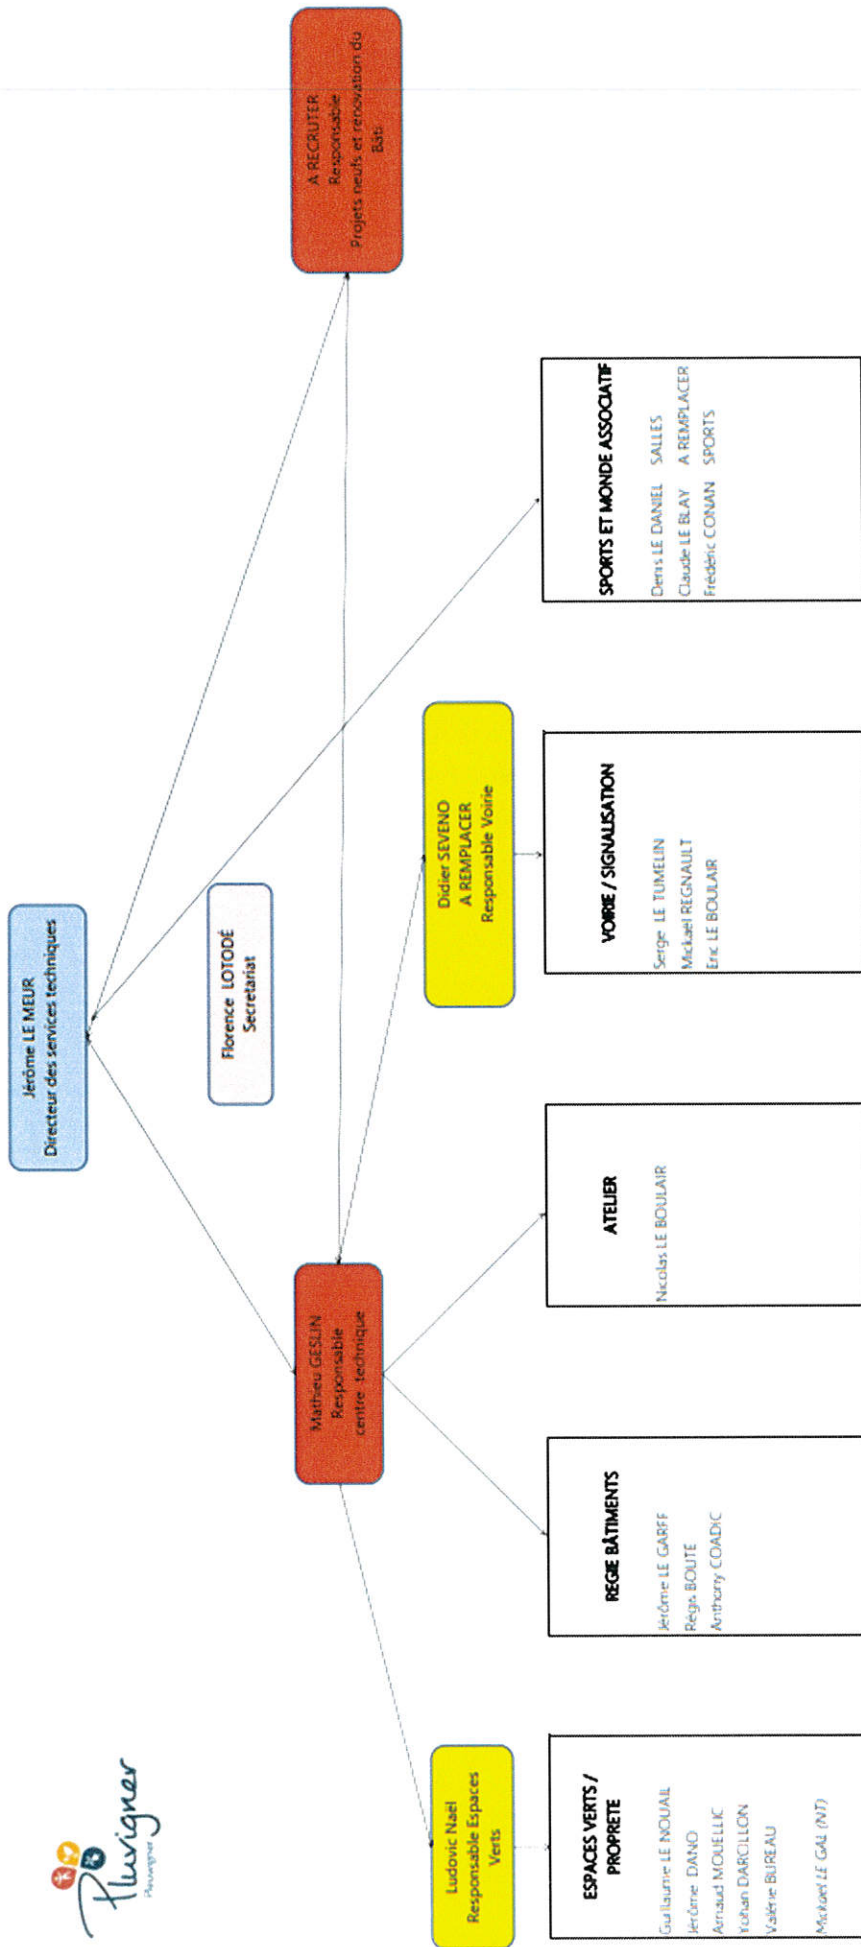 Pluvigner
Jérôme LE MEUR
Directeur des services techniques
Florence LOTODÉ
Secretariat
A RECRUTER
Responsable
Projets neufs et renovation du
Bâti
Mathieu GESLIN
Responsable
centre technique
Ludovic Naël
Responsable Espaces
Verts
Didier SEVENO
A REMPLACER
Responsable Voirie
ESPACES VERTS /
PROPRETE
Guillaume LE NOUAIL
Jérôme DANO
Arnaud MOUELLIC
Yohan DAROLLON
Valérie BUREAU
Mickaël LE GAL (NT)
REGIE BÂTIMENTS
Jérôme LE GARFF
Régis BOUTE
Anthony COADIC
ATELIER
Nicolas LE BOULAIR
VOIRIE / SIGNALISATION
Serge LE TUMELIN
Mickaël REGNAULT
Eric LE BOULAIR
SPORTS ET MONDE ASSOCIATIF
Denis LE DANIEL SALLES
Claude LE BLAY A REMPLACER
Frédéric CONAN SPORTS